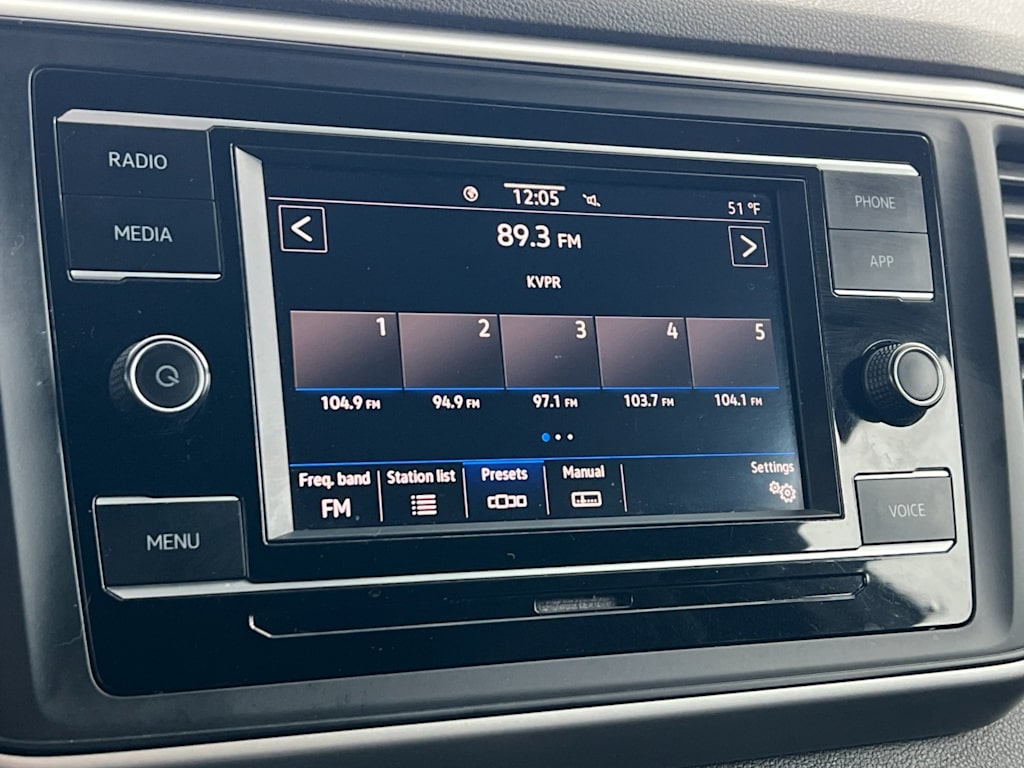 RADIO
MEDIA
MENU
12:05
51 °F
<
89.3 FM
>
KVPR
1 2 3 4 5
104.9 FM 94.9 FM 97.1 FM 103.7 FM 104.1 FM
Freq. band Station list Presets Manual Settings
FM
PHONE
APP
VOICE